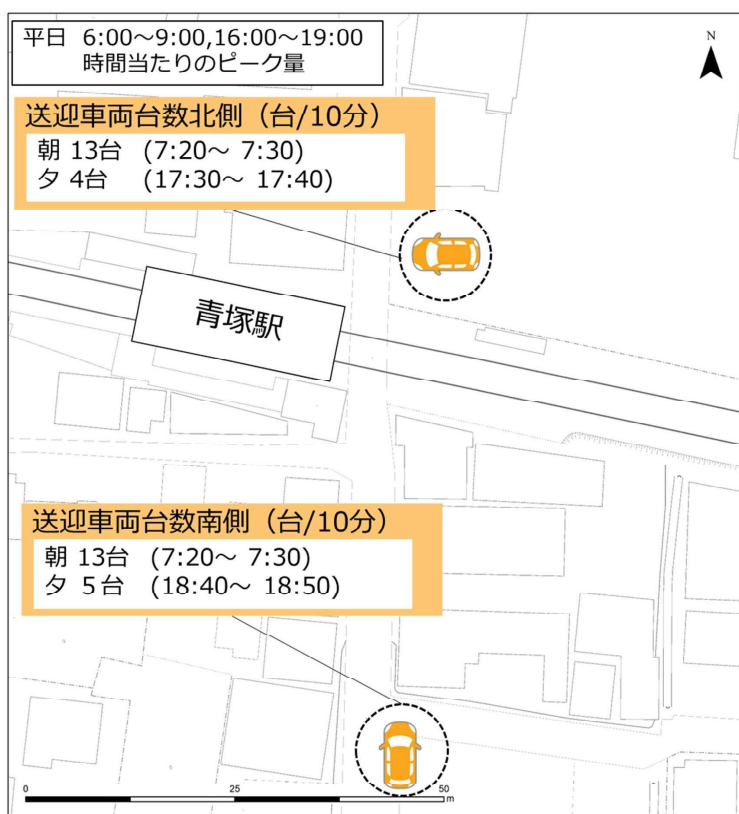 平日 6:00～9:00,16:00～19:00
時間当たりのピーク量
N
送迎車両台数北側（台/10分）
朝 13台 (7:20～ 7:30)
夕 4台 (17:30～ 17:40)
青塚駅
送迎車両台数南側（台/10分）
朝 13台 (7:20～ 7:30)
夕 5台 (18:40～ 18:50)
0 25 50
m